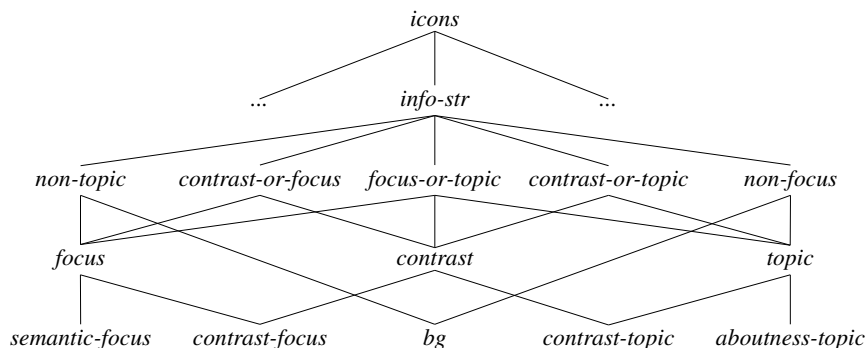 icons
... info-str ...
non-topic contrast-or-focus focus-or-topic contrast-or-topic non-focus
focus contrast topic
semantic-focus contrast-focus bg contrast-topic aboutness-topic